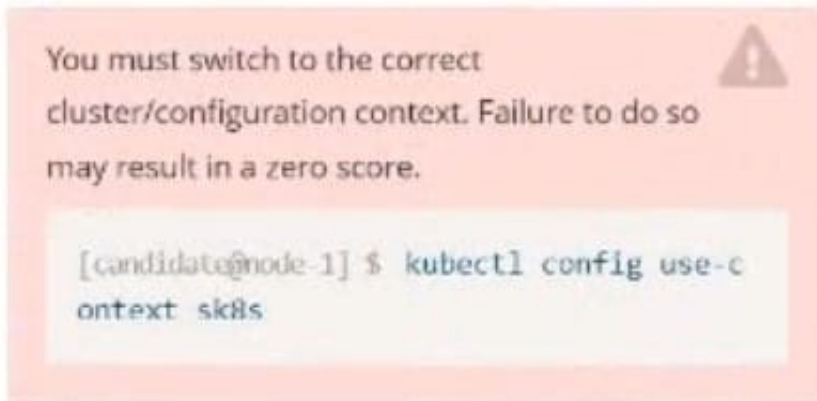 You must switch to the correct
cluster/configuration context. Failure to do so
may result in a zero score.
[candidate@node-1] $ kubectl config use-c
ontext sk8s